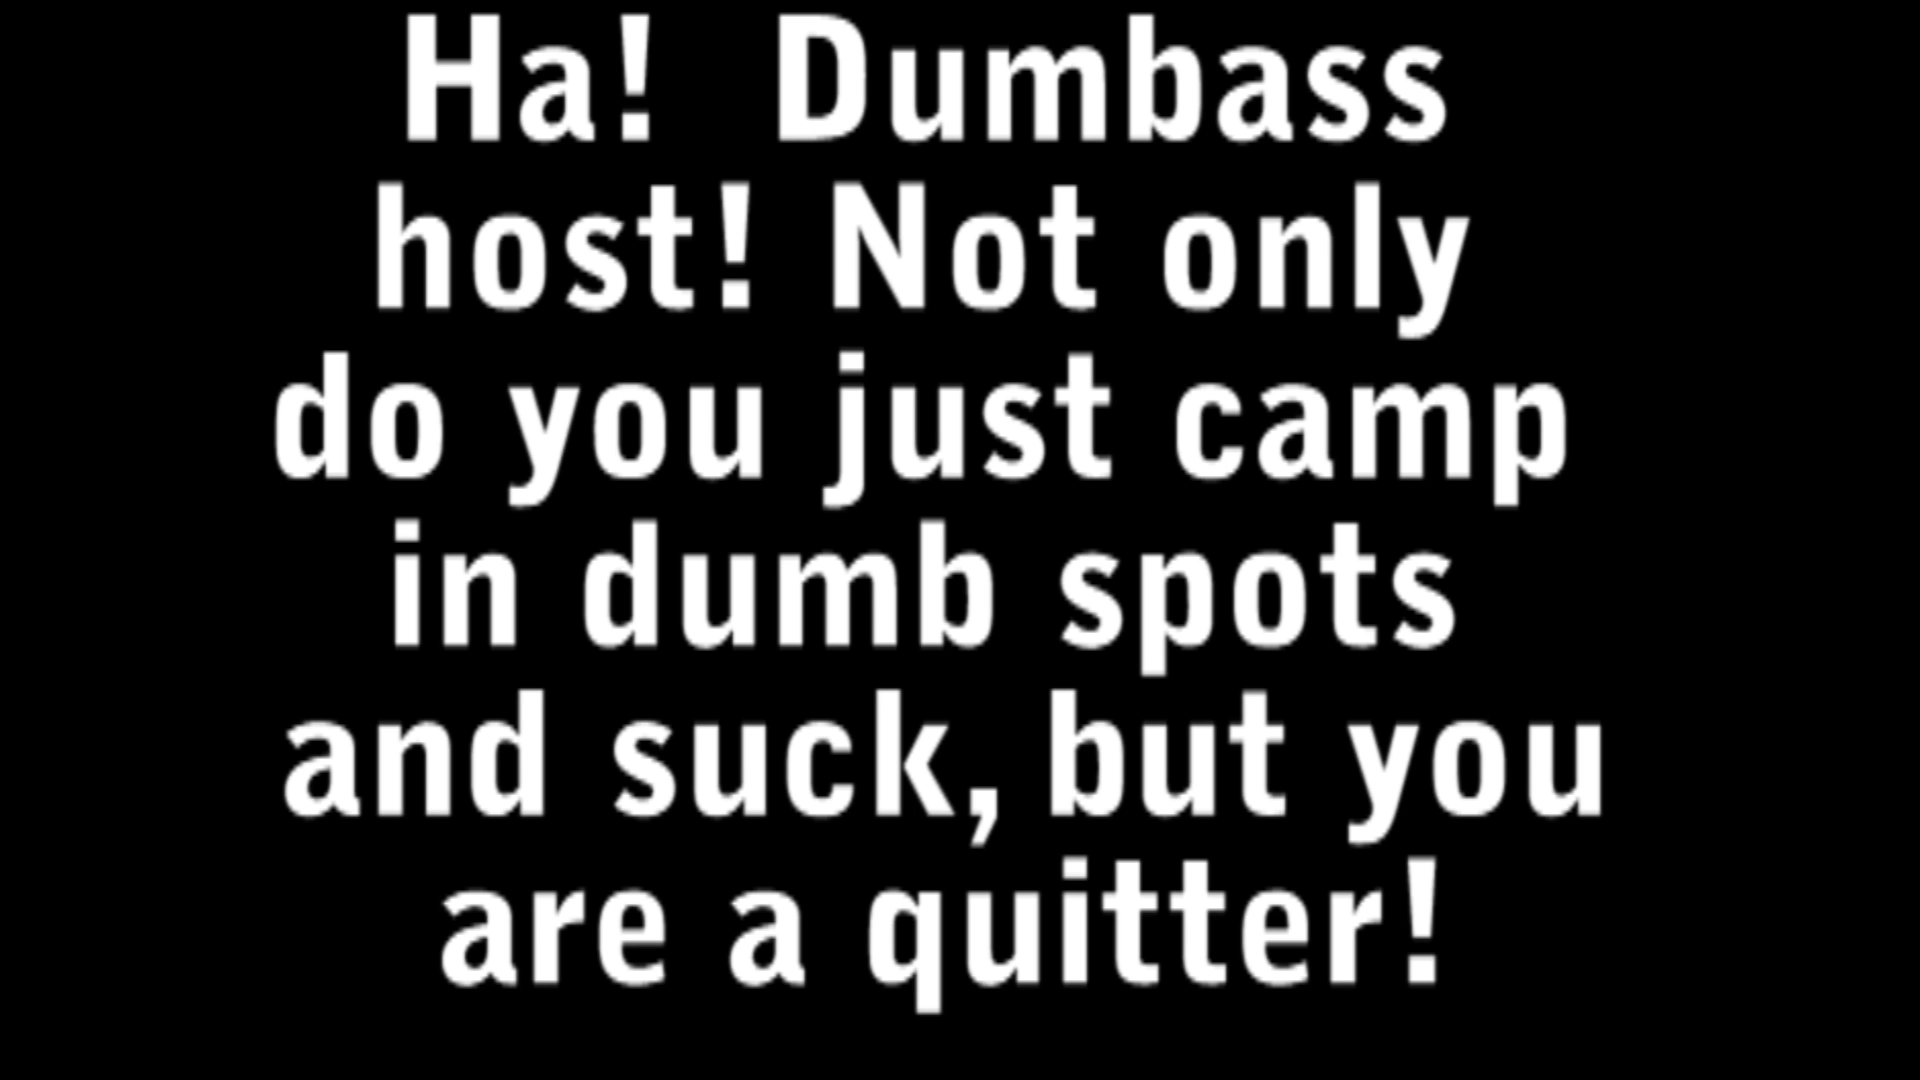 Ha!  Dumbass
host! Not only
do you just camp
in dumb spots
and suck, but you
are a quitter!